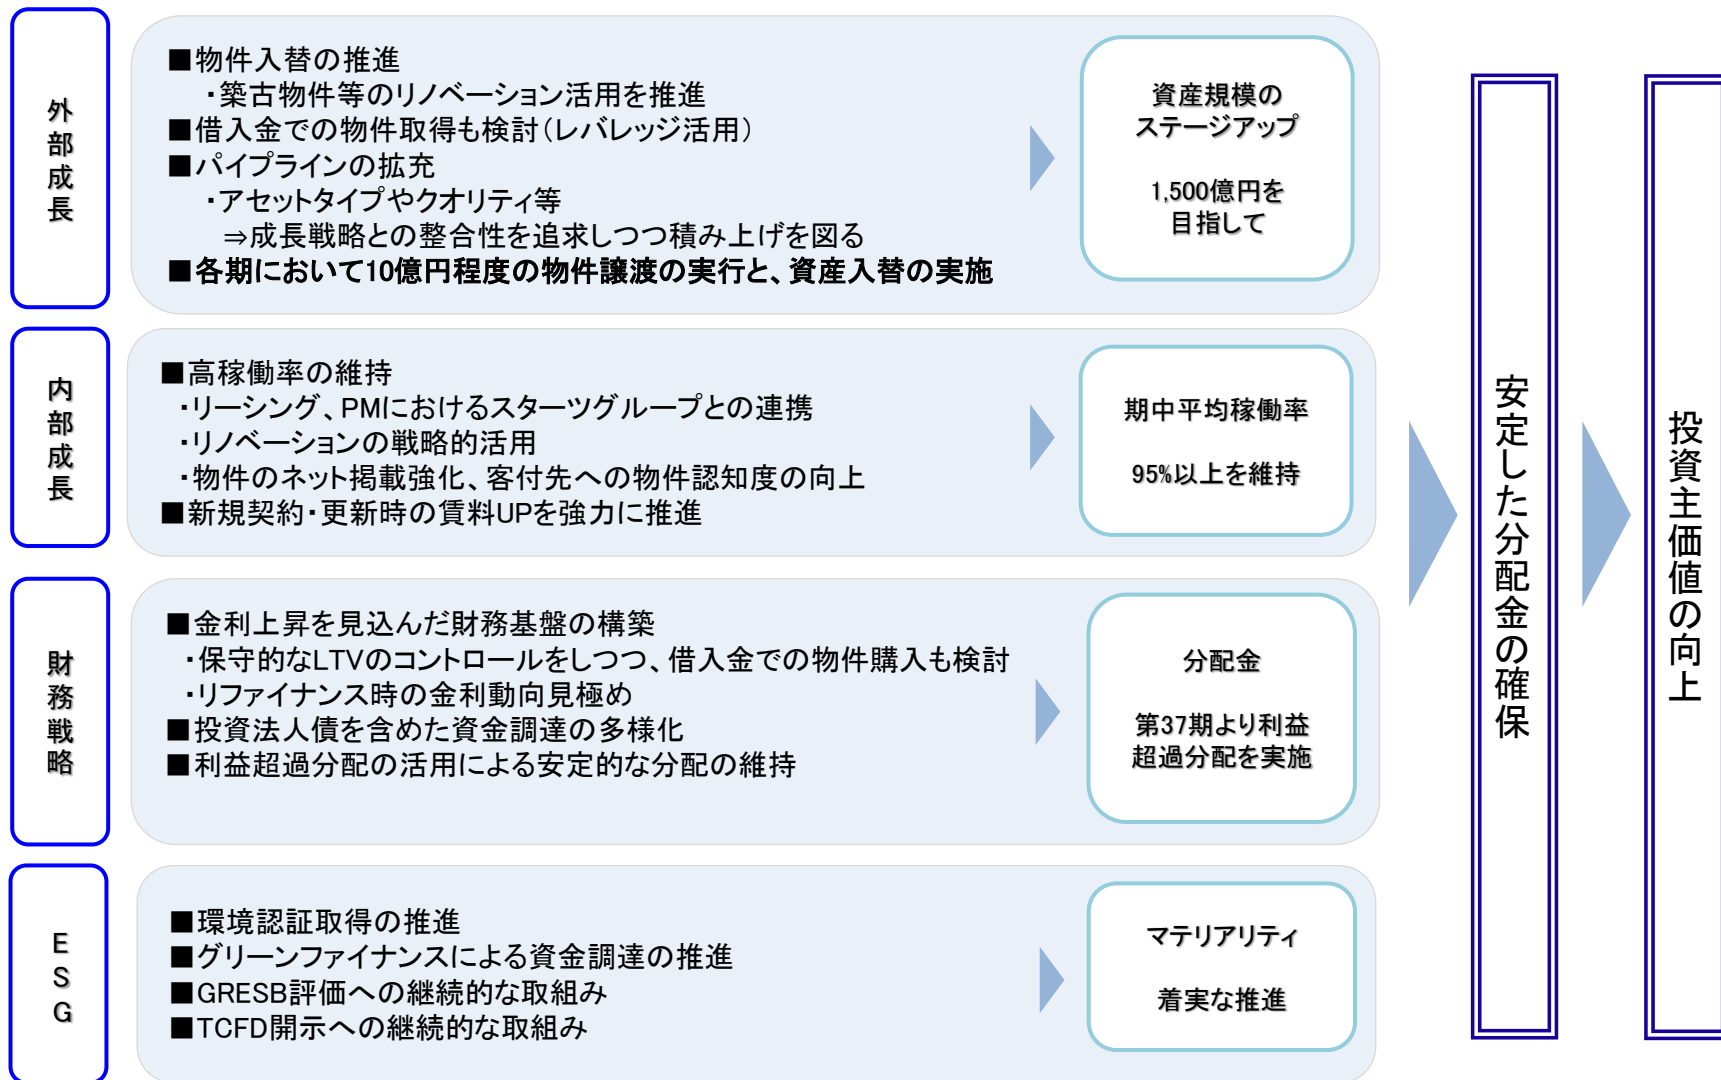 外部成長
■物件入替の推進
・築古物件等のリノベーション活用を推進
■借入金での物件取得も検討（レバレッジ活用）
■パイプラインの拡充
・アセットタイプやクオリティ等
⇒成長戦略との整合性を追求しつつ積み上げを図る
■各期において10億円程度の物件譲渡の実行と、資産入替の実施
資産規模の
ステージアップ
1,500億円を
目指して
内部成長
■高稼働率の維持
・リーシング、PMにおけるスターツグループとの連携
・リノベーションの戦略的活用
・物件のネット掲載強化、客付先への物件認知度の向上
■新規契約・更新時の賃料UPを強力に推進
期中平均稼働率
95%以上を維持
財務戦略
■金利上昇を見込んだ財務基盤の構築
・保守的なLTVのコントロールをしつつ、借入金での物件購入も検討
・リファイナンス時の金利動向見極め
■投資法人債を含めた資金調達の多様化
■利益超過分配の活用による安定的な分配の維持
分配金
第37期より利益
超過分配を実施
ESG
■環境認証取得の推進
■グリーンファイナンスによる資金調達の推進
■GRESB評価への継続的な取組み
■TCFD開示への継続的な取組み
マテリアリティ
着実な推進
安定した分配金の確保
投資主価値の向上